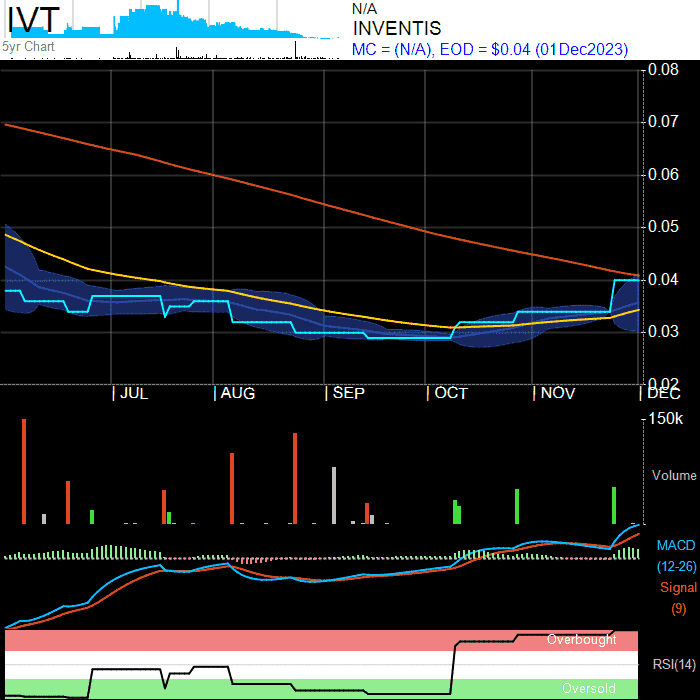 IVT
5yr Chart
N/A
INVENTIS
MC = (N/A), EOD = $0.04 (01Dec2023)
0.08
0.07
0.06
0.05
0.04
0.03
0.02
JUL AUG SEP OCT NOV DEC
150k
Volume
MACD
(12-26)
Signal
(9)
Overbought
RSI(14)
Oversold